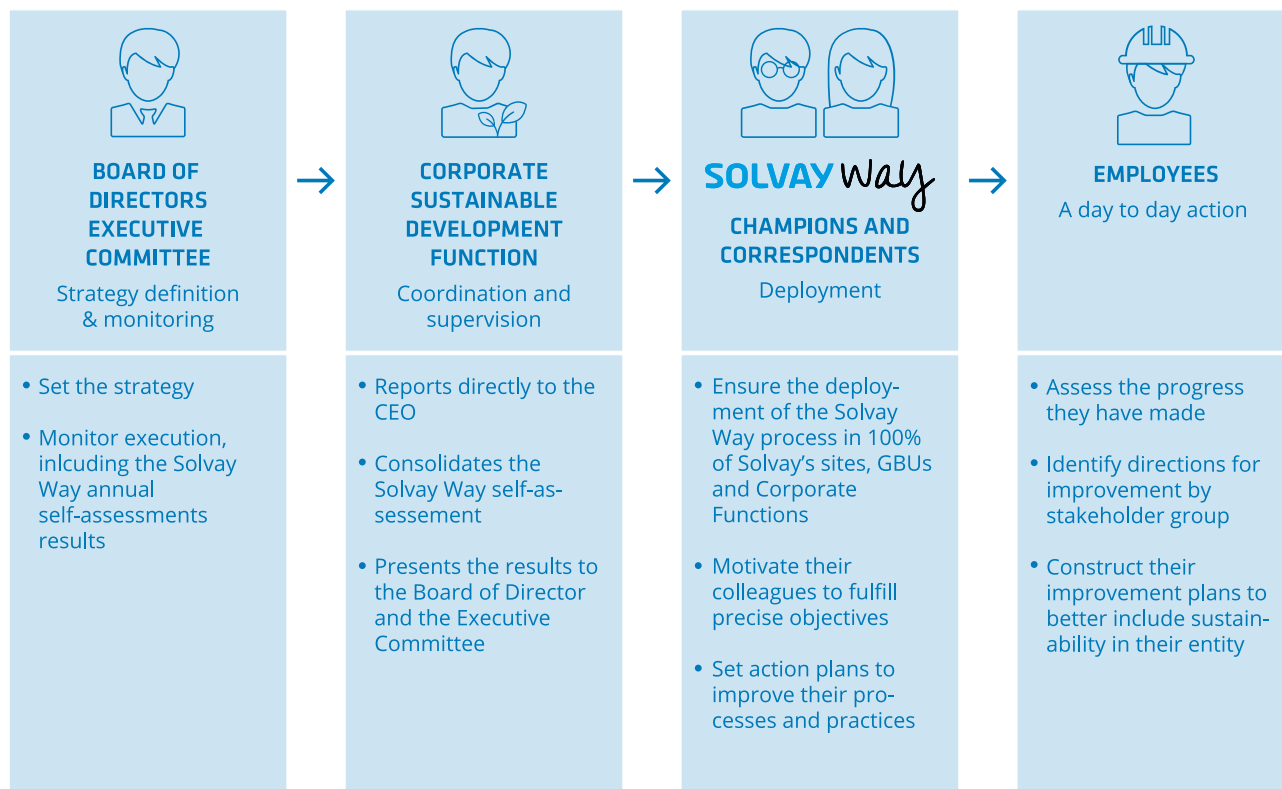 BOARD OF
DIRECTORS
EXECUTIVE
COMMITTEE
Strategy definition
& monitoring
• Set the strategy
• Monitor execution,
inlcuding the Solvay
Way annual
self-assessments
results
CORPORATE
SUSTAINABLE
DEVELOPMENT
FUNCTION
Coordination and
supervision
• Reports directly to the
CEO
• Consolidates the
Solvay Way self-as-
sessement
• Presents the results to
the Board of Director
and the Executive
Committee
SOLVAY way
CHAMPIONS AND
CORRESPONDENTS
Deployment
• Ensure the deploy-
ment of the Solvay
Way process in 100%
of Solvay’s sites, GBUs
and Corporate
Functions
• Motivate their
colleagues to fulfill
precise objectives
• Set action plans to
improve their pro-
cesses and practices
EMPLOYEES
A day to day action
• Assess the progress
they have made
• Identify directions for
improvement by
stakeholder group
• Construct their
improvement plans to
better include sustain-
ability in their entity